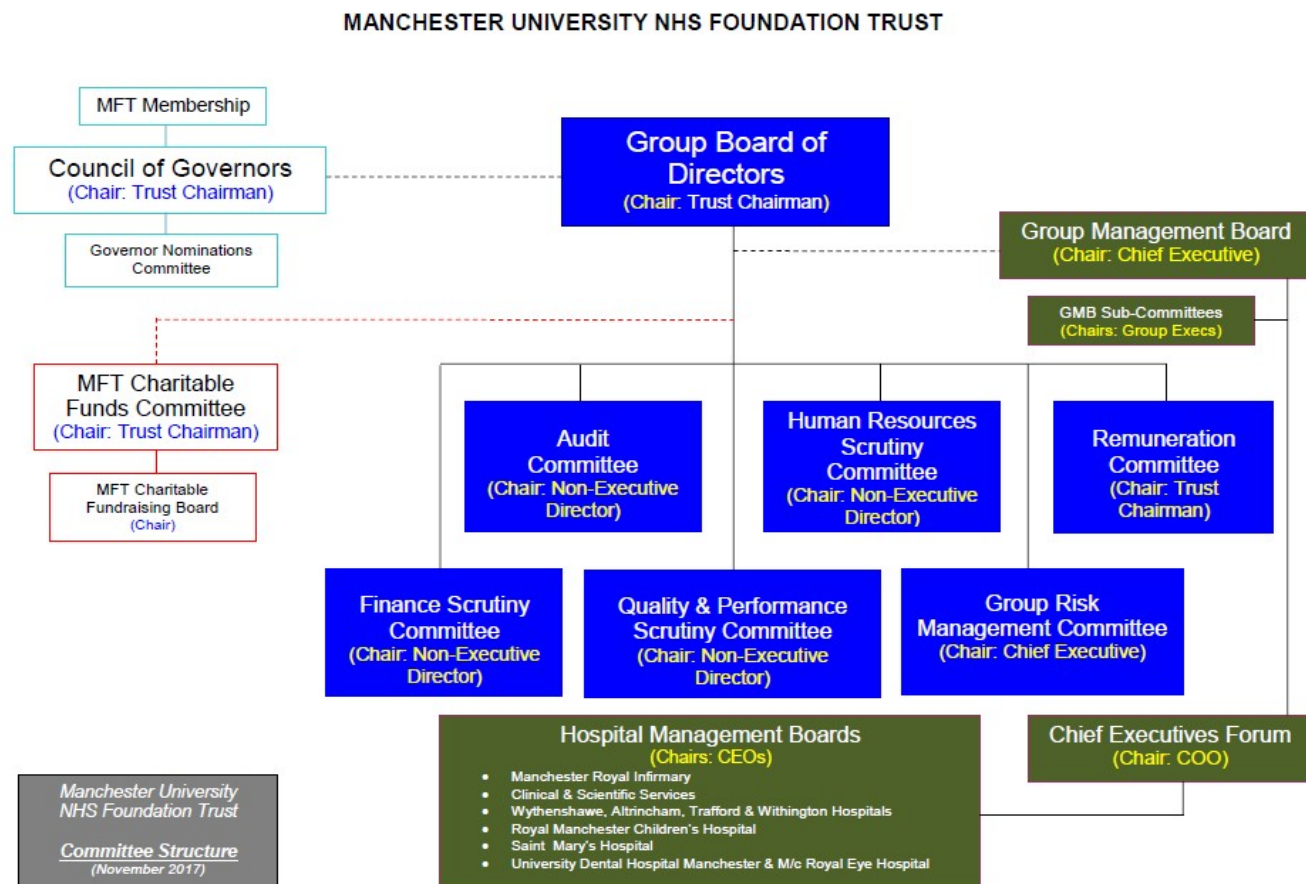 MANCHESTER UNIVERSITY NHS FOUNDATION TRUST
MFT Membership
Council of Governors
(Chair: Trust Chairman)
Governor Nominations
Committee
Group Board of
Directors
(Chair: Trust Chairman)
Group Management Board
(Chair: Chief Executive)
GMB Sub-Committees
(Chairs: Group Execs)
MFT Charitable
Funds Committee
(Chair: Trust Chairman)
MFT Charitable
Fundraising Board
(Chair)
Audit
Committee
(Chair: Non-Executive
Director)
Human Resources
Scrutiny
Committee
(Chair: Non-Executive
Director)
Remuneration
Committee
(Chair: Trust
Chairman)
Finance Scrutiny
Committee
(Chair: Non-Executive
Director)
Quality & Performance
Scrutiny Committee
(Chair: Non-Executive
Director)
Group Risk
Management Committee
(Chair: Chief Executive)
Hospital Management Boards
(Chairs: CEOs)
• Manchester Royal Infirmary
• Clinical & Scientific Services
• Wythenshawe, Altrincham, Trafford & Withington Hospitals
• Royal Manchester Children's Hospital
• Saint Mary's Hospital
• University Dental Hospital Manchester & M/c Royal Eye Hospital
Chief Executives Forum
(Chair: COO)
Manchester University
NHS Foundation Trust
Committee Structure
(November 2017)